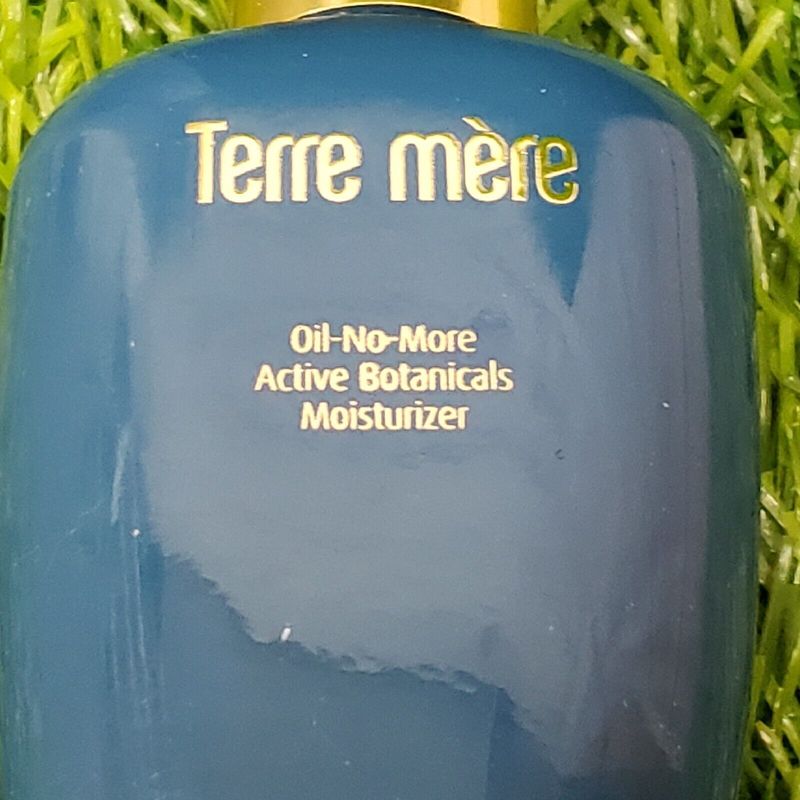 Terre mère
Oil-No-More
Active Botanicals
Moisturizer